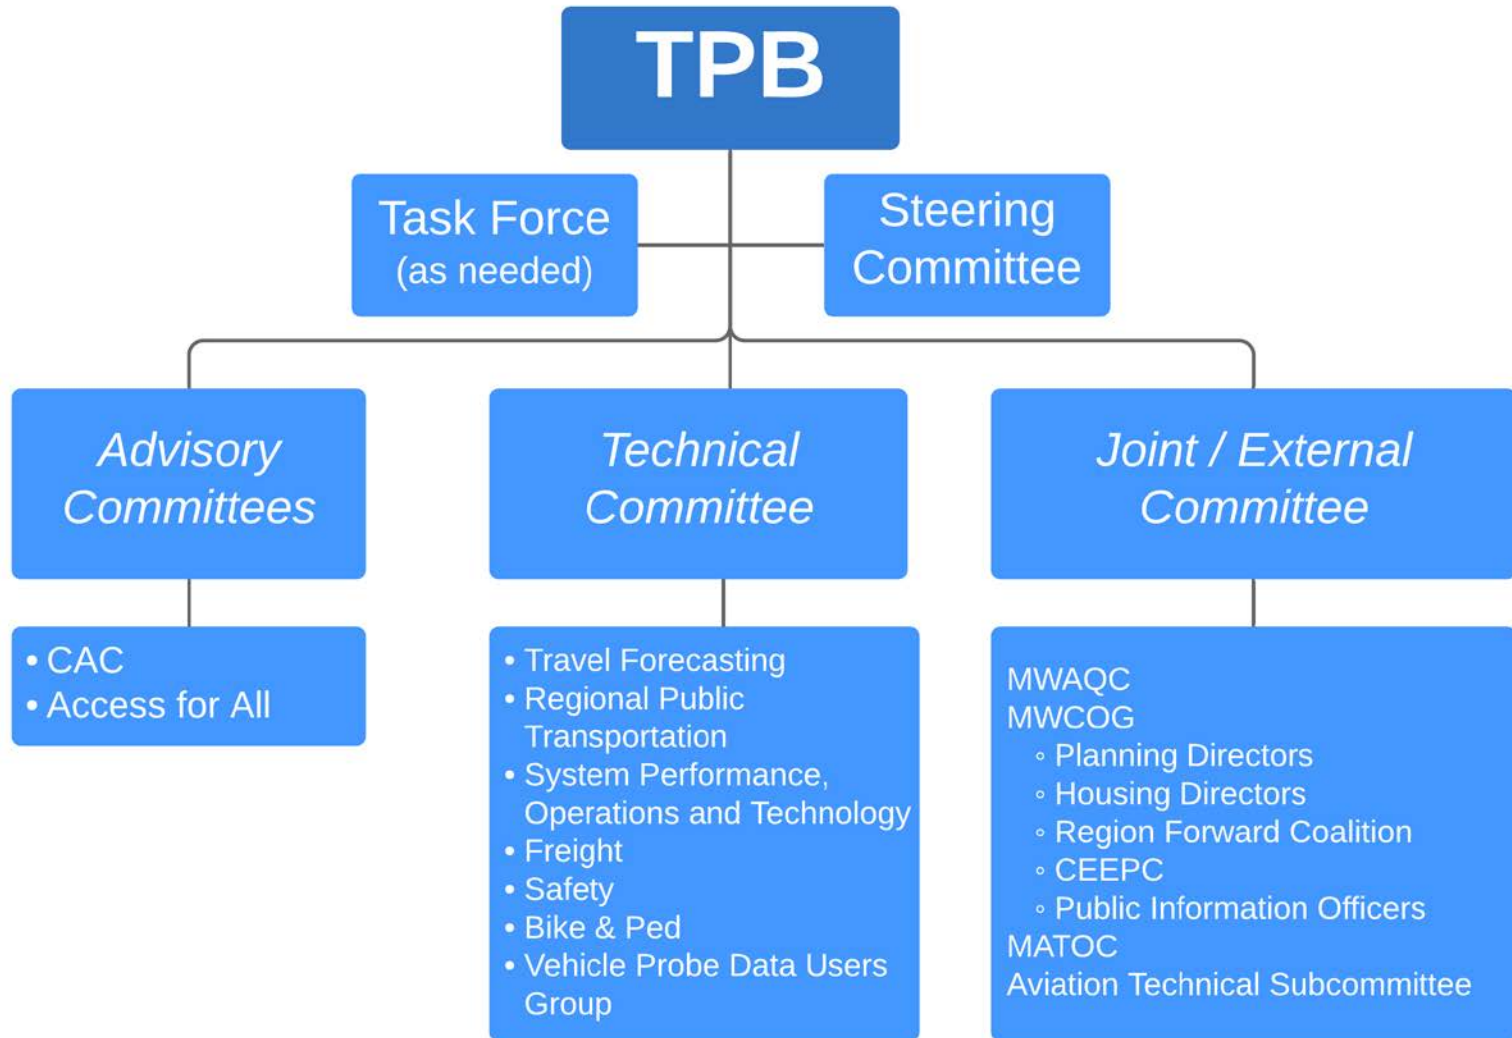 TPB
Task Force
(as needed)
Steering
Committee
Advisory
Committees
Technical
Committee
Joint / External
Committee
• CAC
• Access for All
• Travel Forecasting
• Regional Public
Transportation
• System Performance,
Operations and Technology
• Freight
• Safety
• Bike & Ped
• Vehicle Probe Data Users
Group
MWAQC
MWCOG
◦ Planning Directors
◦ Housing Directors
◦ Region Forward Coalition
◦ CEEPC
◦ Public Information Officers
MATOC
Aviation Technical Subcommittee